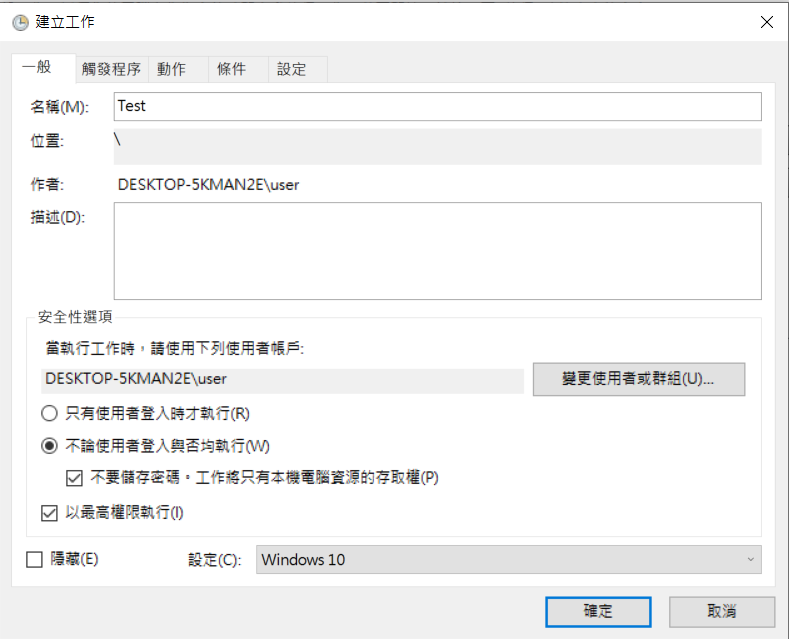 建立工作
一般 觸發程序 動作 條件 設定
名稱(M): Test
位置: \
作者: DESKTOP-5KMAN2E\user
描述(D):
安全性選項
當執行工作時，請使用下列使用者帳戶:
DESKTOP-5KMAN2E\user 變更使用者或群組(U)...
只有使用者登入時才執行(R)
不論使用者登入與否均執行(W)
不要儲存密碼。工作將只有本機電腦資源的存取權(P)
以最高權限執行(I)
隱藏(E) 設定(C): Windows 10
確定 取消